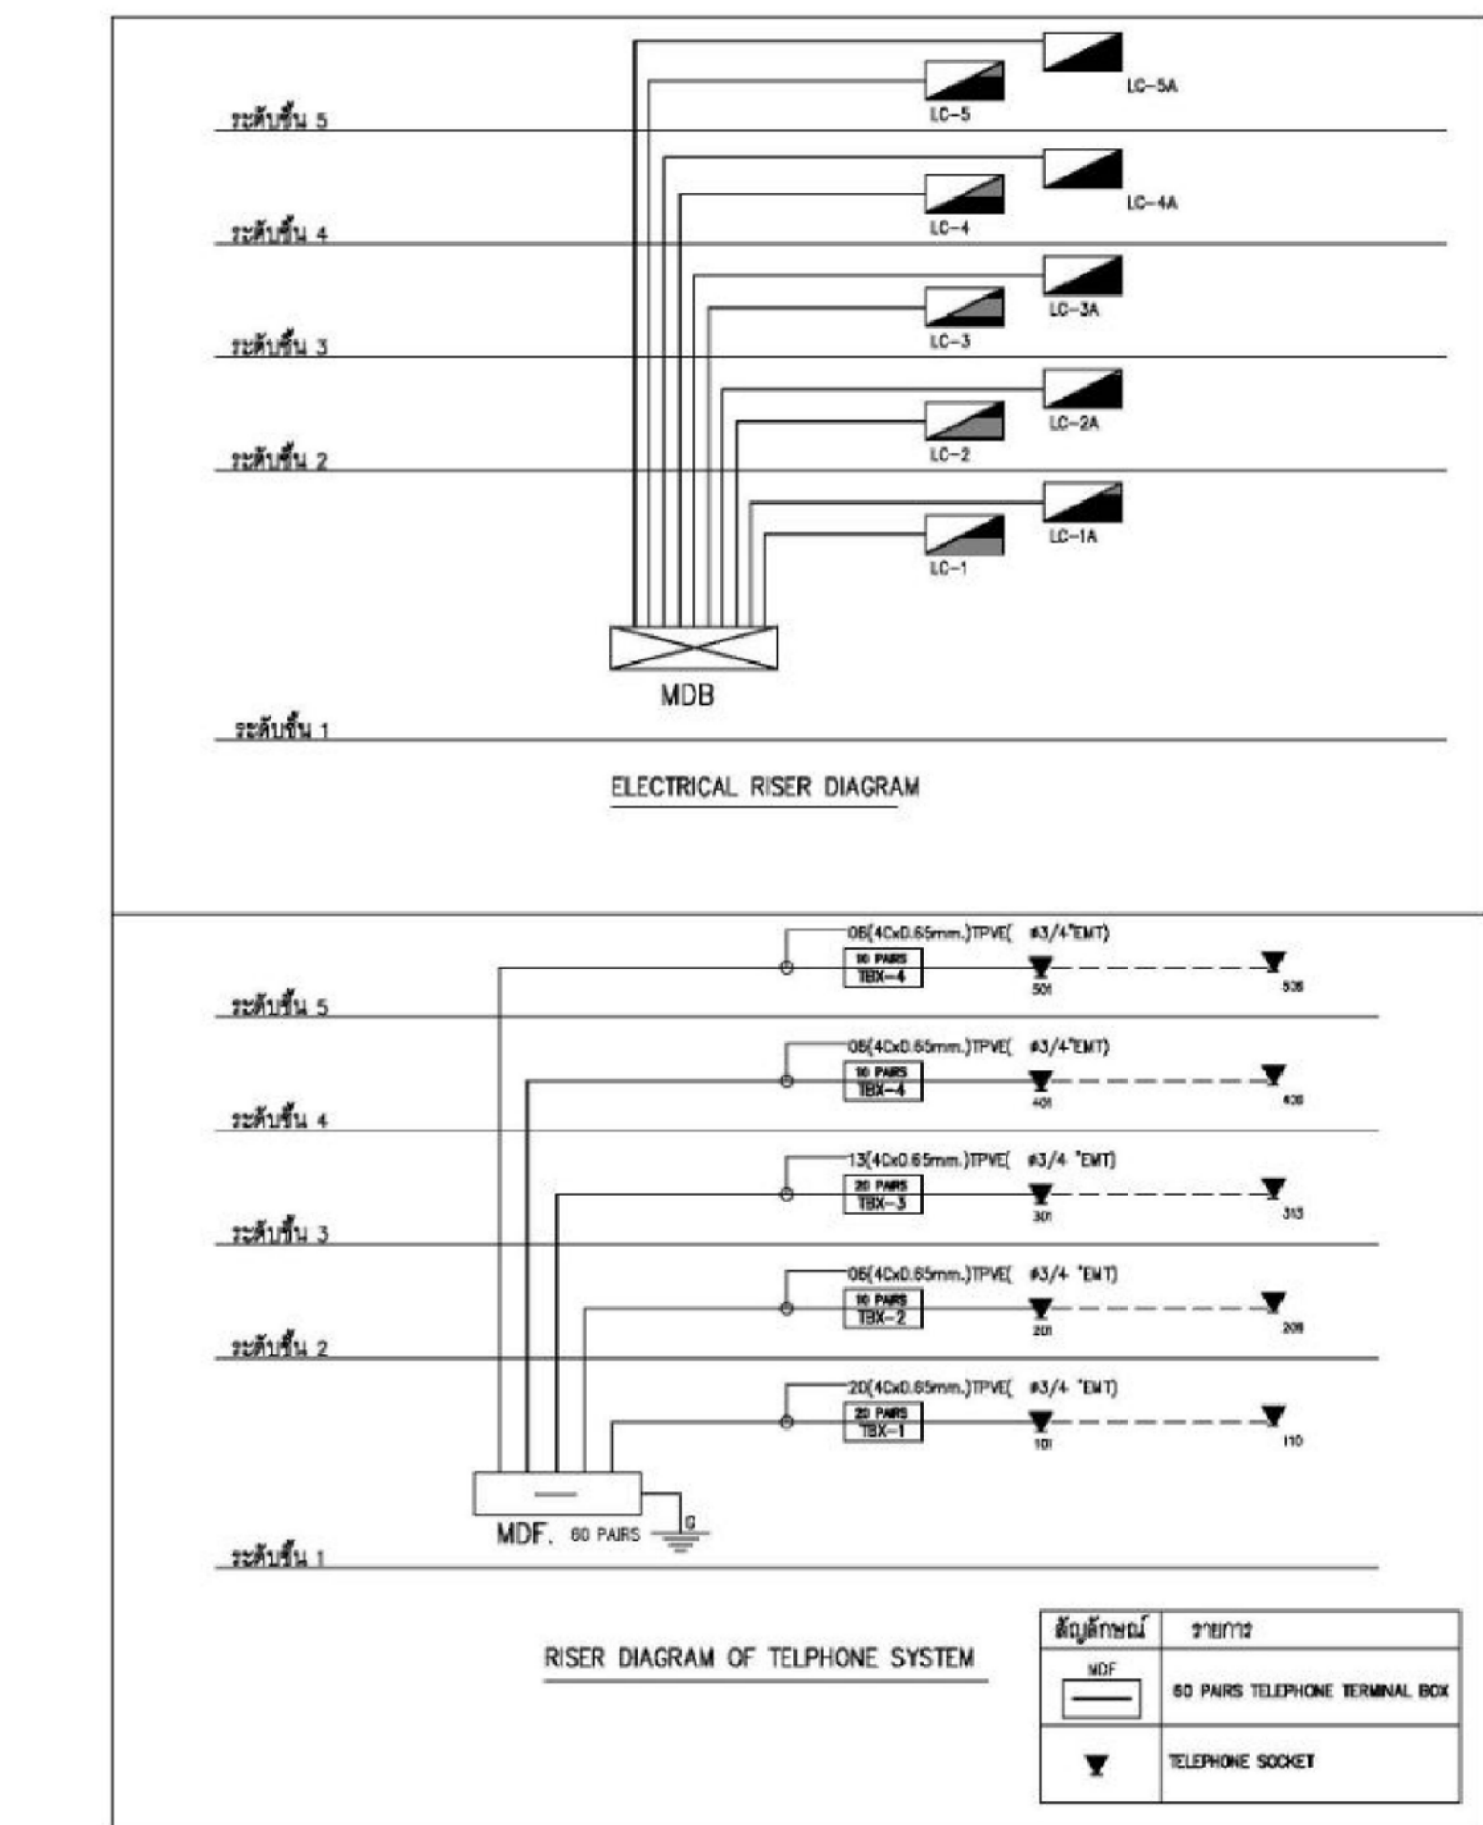 LC-5A
LC-5
ระดับชั้น 5
LC-4A
LC-4
ระดับชั้น 4
LC-3A
LC-3
ระดับชั้น 3
LC-2A
LC-2
ระดับชั้น 2
LC-1A
LC-1
MDB
ระดับชั้น 1
ELECTRICAL RISER DIAGRAM
(4Cx0.65mm.)TPVE( ø3/4"EMT)
10 PAIRS
TBX-4
501
ระดับชั้น 5
(4Cx0.65mm.)TPVE( ø3/4"EMT)
10 PAIRS
TBX-4
401
ระดับชั้น 4
13(4Cx0.65mm.)TPVE( ø3/4 "EMT)
20 PAIRS
TBX-3
301 313
ระดับชั้น 3
(4Cx0.65mm.)TPVE( ø3/4 "EMT)
10 PAIRS
TBX-2
201
ระดับชั้น 2
20(4Cx0.65mm.)TPVE( ø3/4 "EMT)
20 PAIRS
TBX-1
101 110
MDF. 60 PAIRS G
ระดับชั้น 1
RISER DIAGRAM OF TELPHONE SYSTEM
สัญลักษณ์ รายการ
MDF
60 PAIRS TELEPHONE TERMINAL BOX
TELEPHONE SOCKET